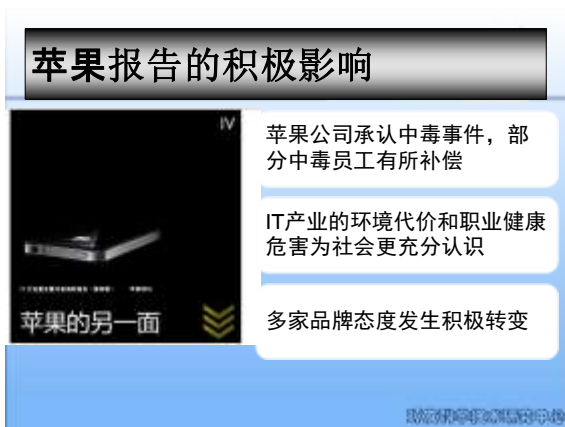 苹果报告的积极影响
IV
苹果公司承认中毒事件，部
分中毒员工有所补偿
IT产业的环境代价和职业健康
危害为社会更充分认识
苹果的另一面
多家品牌态度发生积极转变